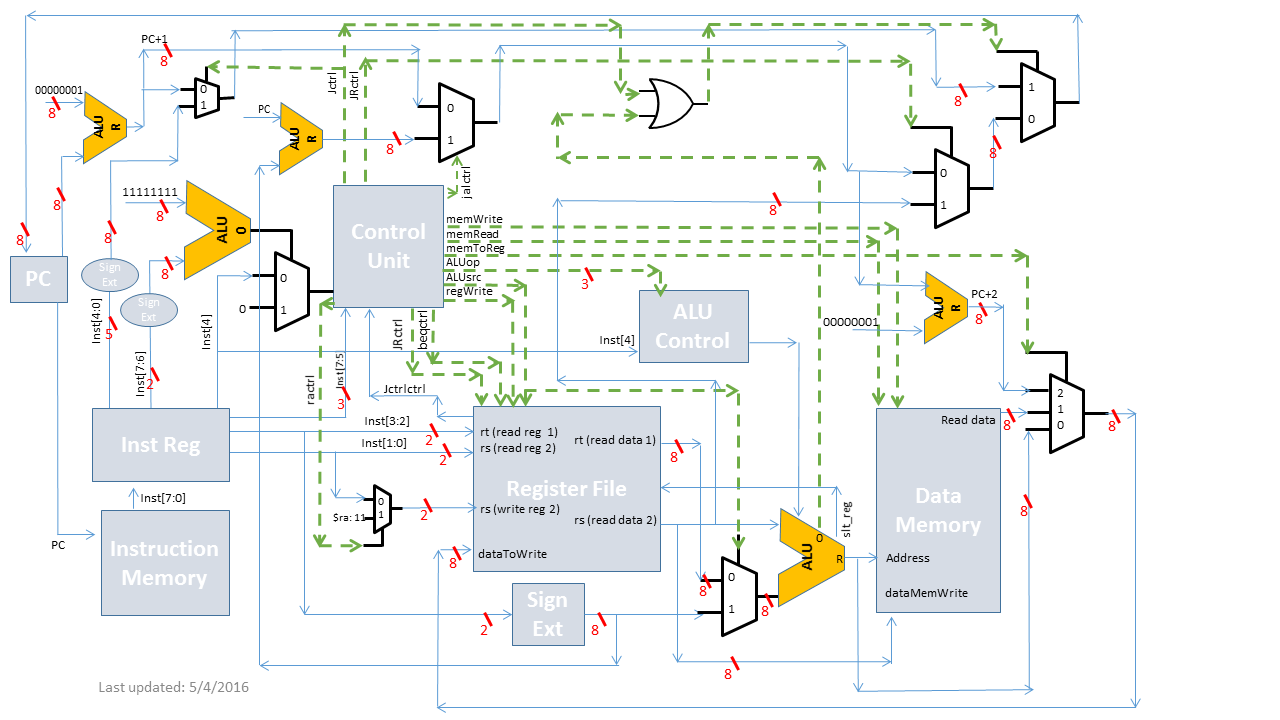 PC+1
8
00000001
8
ALU
R
0
1
PC
ALU
R
8
Jctrl
JRctrl
0
1
jalctrl
1
0
8
8
0
1
8
8
8
11111111
8
8
8
ALU
0
PC
Sign
Ext
Sign
Ext
0
0
1
Control
Unit
memWrite
memRead
memToReg
ALUop
ALUsrc
regWrite
3
ALU
Control
Inst[4]
ALU
R
PC+2
8
00000001
2
1
0
8
Inst[4:0]
5
Inst[7:6]
2
Inst[4]
ractrl
Inst[7:5]
3
JRctrl
beqctrl
Jctrlctrl
Inst Reg
Inst[3:2]
2
Inst[1:0]
2
rt (read reg 1)
rs (read reg 2)
rt (read data 1)
8
Register File
rs (write reg 2)
rs (read data 2)
dataToWrite
8
0
1
$ra: 11
2
Inst[7:0]
Instruction
Memory
PC
Sign
Ext
2
8
8
0
1
8
ALU
0
R
slt_reg
Read data
8
Data
Memory
Address
dataMemWrite
8
8
Last updated: 5/4/2016